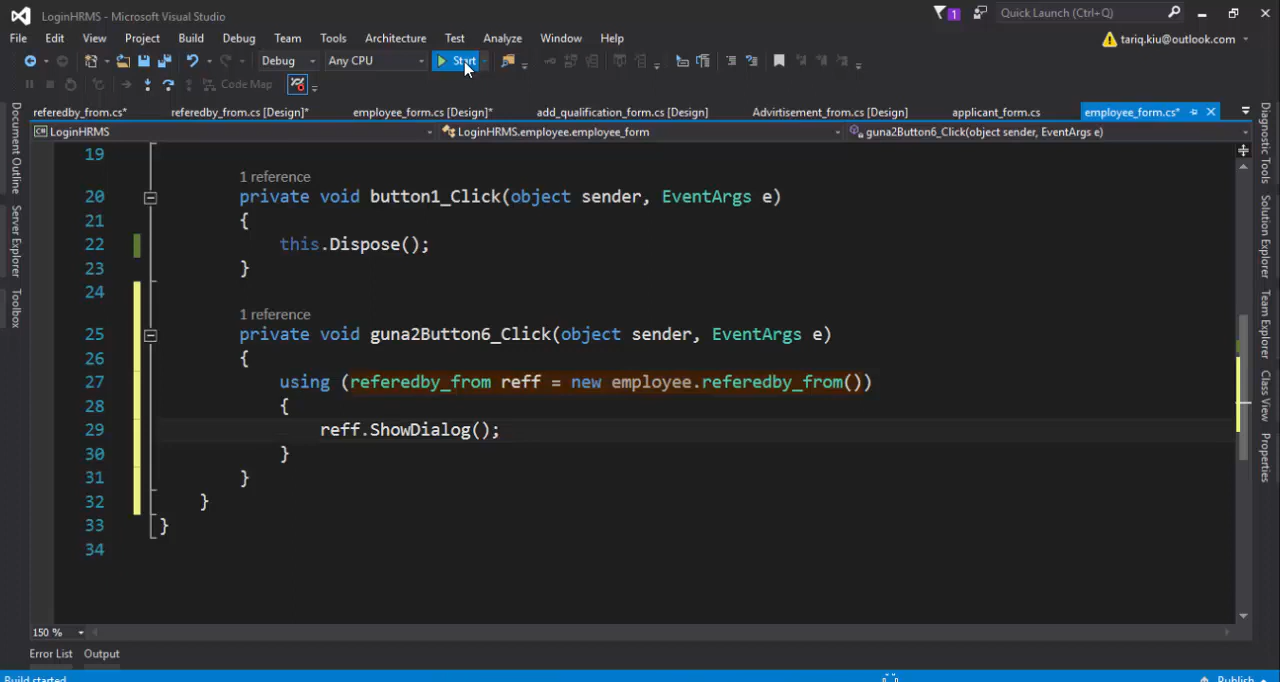 LoginHRMS - Microsoft Visual Studio
1
Quick Launch (Ctrl+Q)
File Edit View Project Build Debug Team Tools Architecture Test Analyze Window Help
tariq.kiu@outlook.com
Debug Any CPU Start
Code Map
referedby_from.cs* referedby_from.cs [Design]* employee_form.cs [Design]* add_qualification_form.cs [Design] Advirtisement_from.cs [Design] applicant_form.cs employee_form.cs*
LoginHRMS LoginHRMS.employee.employee_form guna2Button6_Click(object sender, EventArgs e)
Document Outline
Server Explorer
Toolbox
Diagnostic Tools
Solution Explorer
Team Explorer
Class View
Properties
19
1 reference
20 private void button1_Click(object sender, EventArgs e)
21 {
22 this.Dispose();
23 }
24
1 reference
25 private void guna2Button6_Click(object sender, EventArgs e)
26 {
27 using (referedby_from reff = new employee.referedby_from())
28 {
29 reff.ShowDialog();
30 }
31 }
32 }
33 }
34
150 %
Error List Output
Build started
Publish